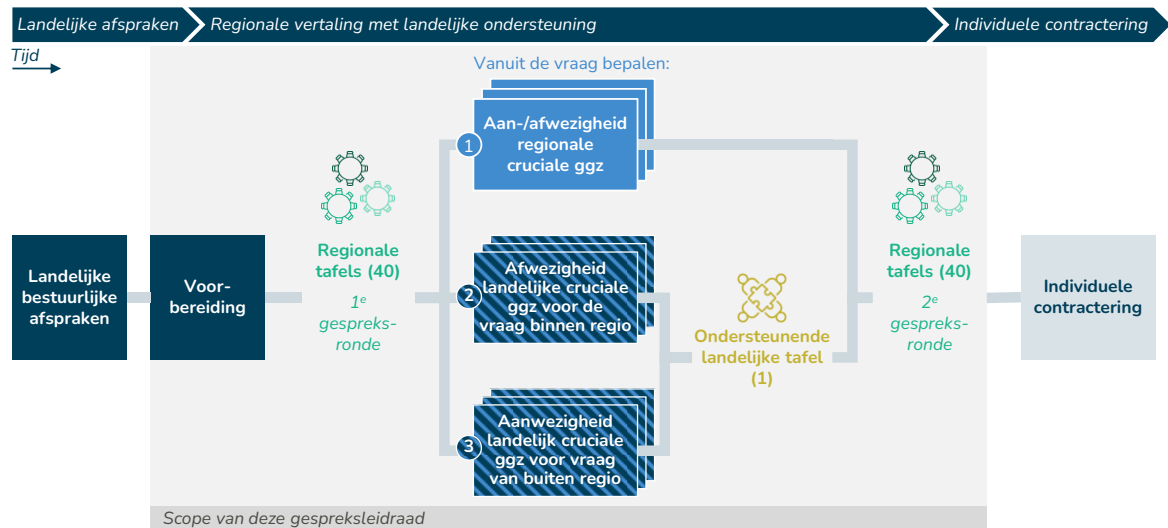 Landelijke afspraken
Regionale vertaling met landelijke ondersteuning
Individuele contractering
Tijd
Vanuit de vraag bepalen:
1
Aan-/afwezigheid
regionale
cruciale ggz
Landelijke
bestuurlijke
afspraken
Voor-
bereiding
Regionale
tafels (40)
1e
gespreks-
ronde
2
Afwezigheid
landelijke cruciale
ggz voor de
vraag binnen regio
3
Aanwezigheid
landelijk cruciale
ggz voor vraag
van buiten regio
Ondersteunende
landelijke tafel
(1)
Regionale
tafels (40)
2e
gespreks-
ronde
Individuele
contractering
Scope van deze gespreksleidraad